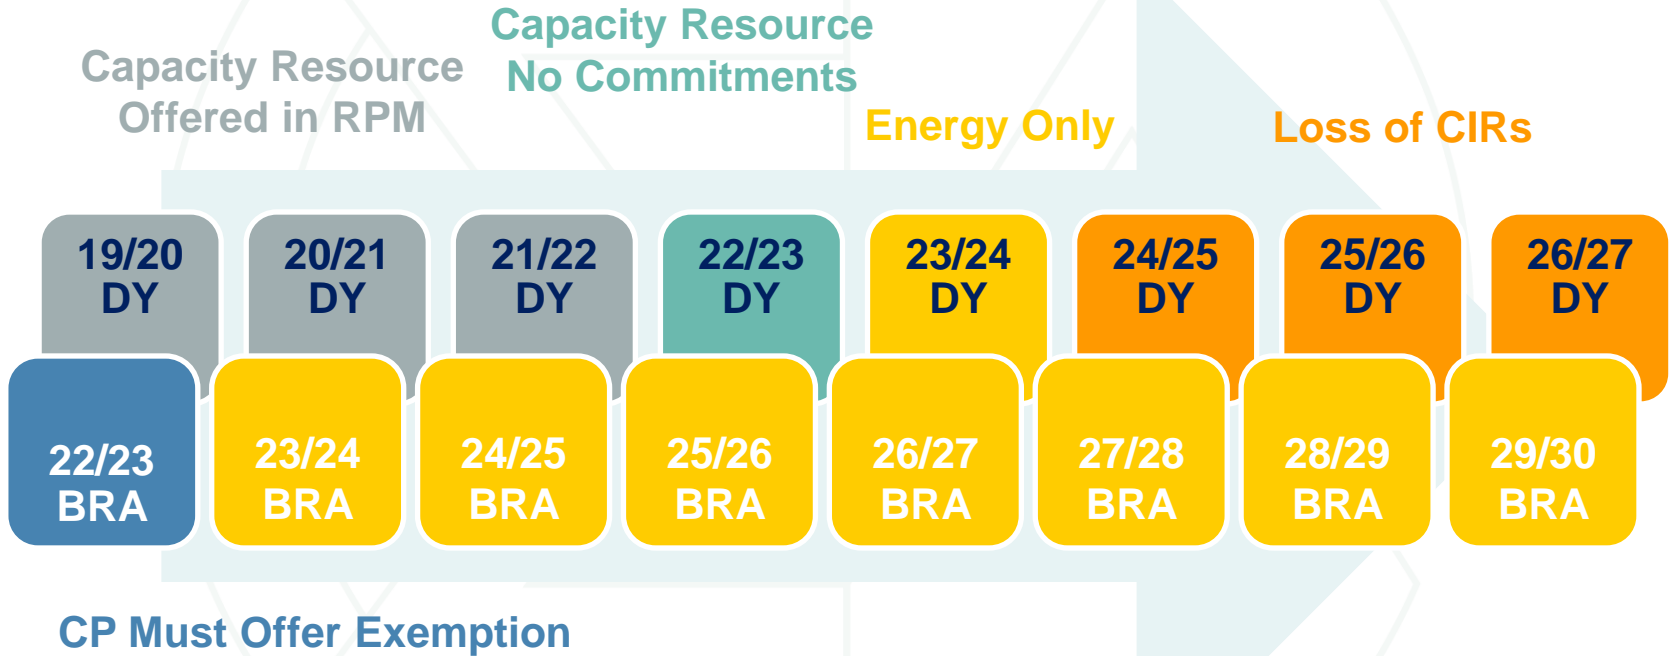 Capacity Resource
No Commitments
Capacity Resource
Offered in RPM
Energy Only
Loss of CIRs
19/20
DY
20/21
DY
21/22
DY
22/23
DY
23/24
DY
24/25
DY
25/26
DY
26/27
DY
22/23
BRA
23/24
BRA
24/25
BRA
25/26
BRA
26/27
BRA
27/28
BRA
28/29
BRA
29/30
BRA
CP Must Offer Exemption